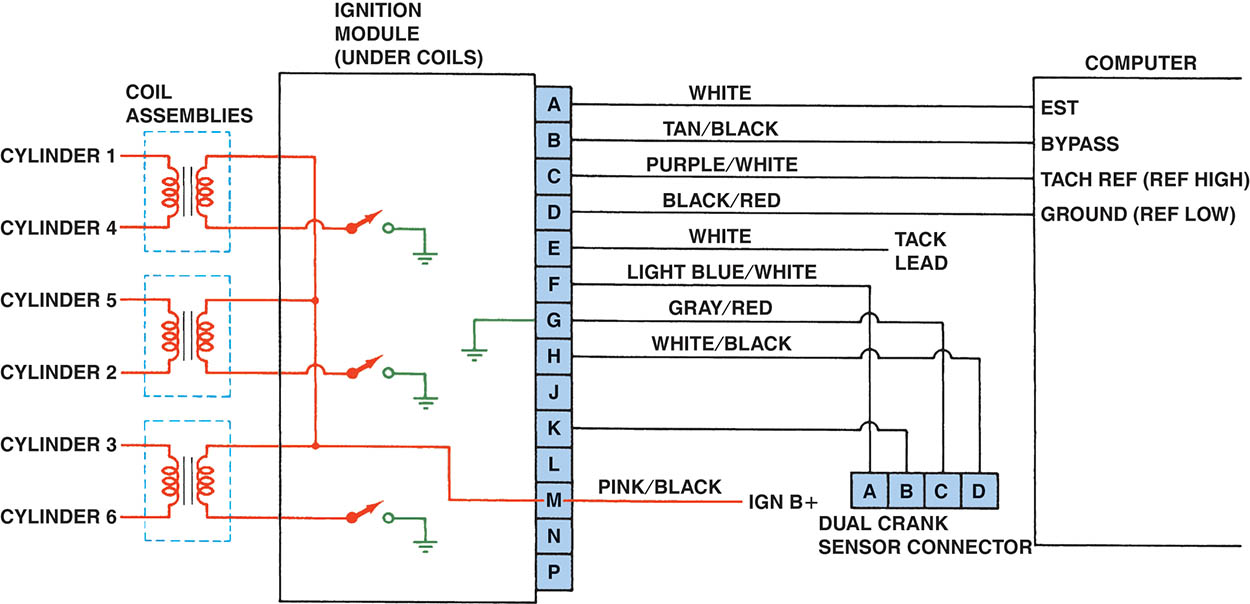 IGNITION
MODULE
(UNDER COILS)
COIL
ASSEMBLIES
CYLINDER 1
CYLINDER 4
CYLINDER 5
CYLINDER 2
CYLINDER 3
CYLINDER 6
A
B
C
D
E
F
G
H
J
K
L
M
N
P
WHITE
TAN/BLACK
PURPLE/WHITE
BLACK/RED
WHITE
TACK
LEAD
LIGHT BLUE/WHITE
GRAY/RED
WHITE/BLACK
PINK/BLACK
IGN B+
A B C D
DUAL CRANK
SENSOR CONNECTOR
COMPUTER
EST
BYPASS
TACH REF (REF HIGH)
GROUND (REF LOW)